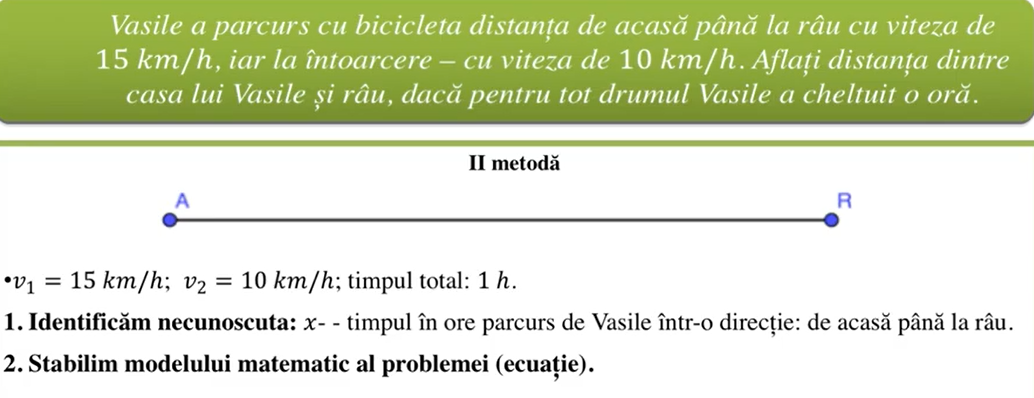 Vasile a parcurs cu bicicleta distanța de acasă până la râu cu viteza de
15 km/h, iar la întoarcere – cu viteza de 10 km/h. Aflați distanța dintre
casa lui Vasile și râu, dacă pentru tot drumul Vasile a cheltuit o oră.
II metodă
A R
•v₁ = 15 km/h; v₂ = 10 km/h; timpul total: 1 h.
1. Identificăm necunoscuta: x- - timpul în ore parcurs de Vasile într-o direcție: de acasă până la râu.
2. Stabilim modelului matematic al problemei (ecuație).